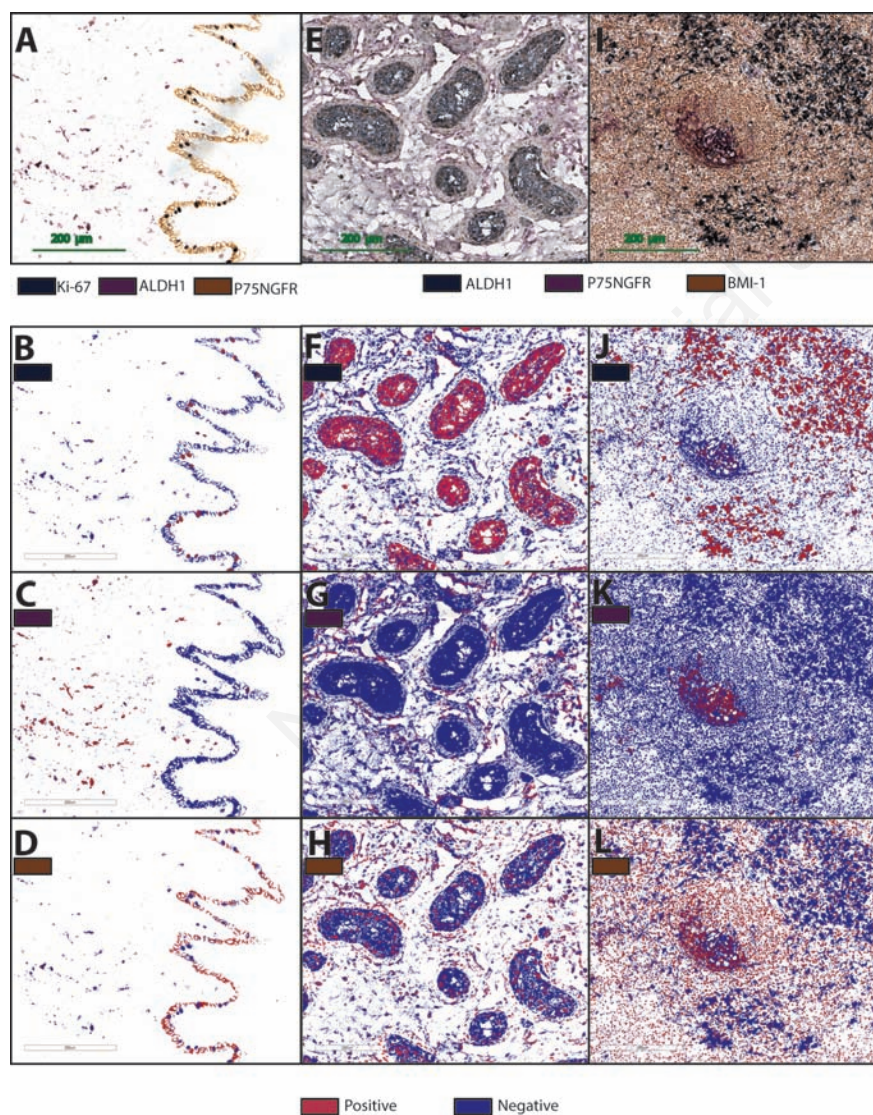 A E I
200 μm 200 μm 200 μm
Ki-67 ALDH1 P75NGFR ALDH1 P75NGFR BMI-1
B F J
C G K
D H L
Positive Negative